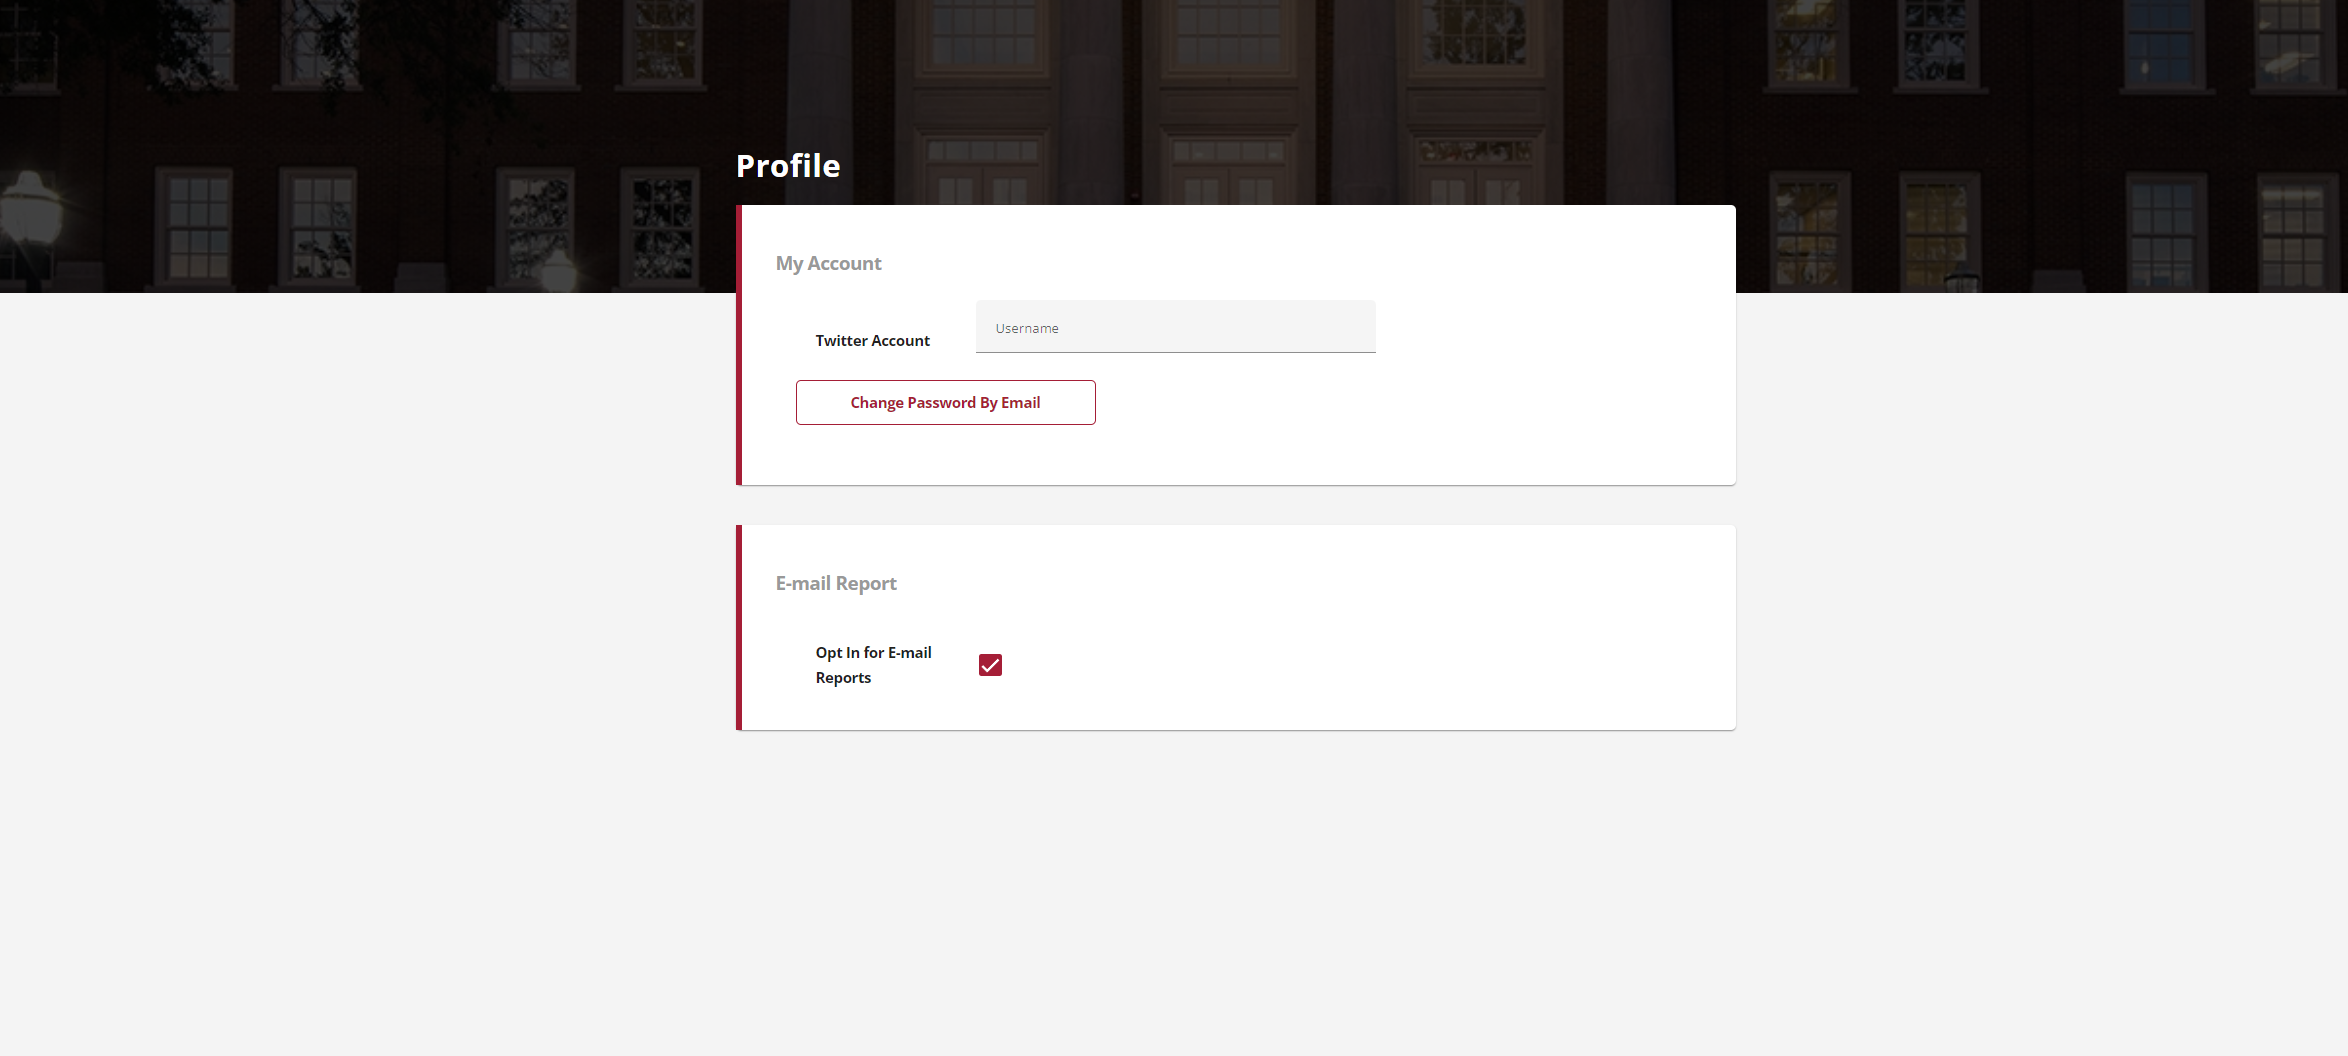 Profile
My Account
Twitter Account
Username
Change Password By Email
E-mail Report
Opt In for E-mail
Reports